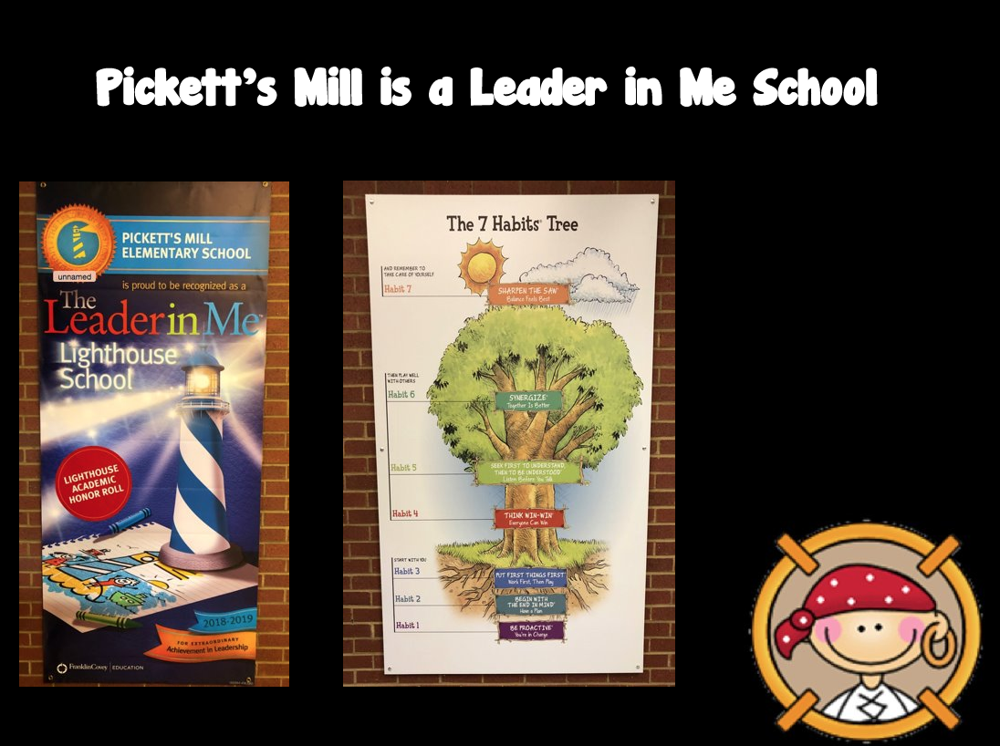 Pickett's Mill is a Leader in Me School
PICKETT'S MILL
ELEMENTARY SCHOOL
unnamed
is proud to be recognized as a
The
Leader in Me
Lighthouse
School
LIGHTHOUSE
ACADEMIC
HONOR ROLL
2018-2019
FOR EXTRAORDINARY
Achievement in Leadership
FranklinCovey EDUCATION
The 7 Habits® Tree
AND REMEMBER TO
TAKE CARE OF YOURSELF
Habit 7
SHARPEN THE SAW®
Balance Feels Best
THEN PLAY WELL
WITH OTHERS
Habit 6
SYNERGIZE®
Together Is Better
Habit 5
SEEK FIRST TO UNDERSTAND,
THEN TO BE UNDERSTOOD®
Listen Before You Talk
Habit 4
THINK WIN-WIN®
Everyone Can Win
START WITH YOU
Habit 3
PUT FIRST THINGS FIRST®
Work First, Then Play
Habit 2
BEGIN WITH
THE END IN MIND®
Have a Plan
Habit 1
BE PROACTIVE®
You're in Charge